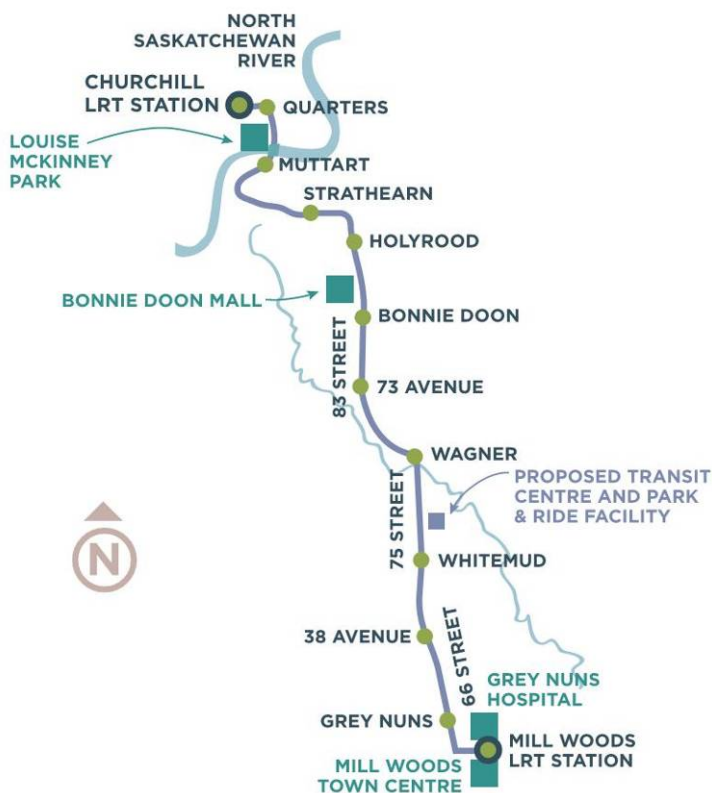 NORTH
SASKATCHEWAN
RIVER
CHURCHILL
LRT STATION
QUARTERS
LOUISE
MCKINNEY
PARK
MUTTART
STRATHEARN
HOLYROOD
BONNIE DOON MALL
BONNIE DOON
83 STREET
73 AVENUE
WAGNER
PROPOSED TRANSIT
CENTRE AND PARK
& RIDE FACILITY
75 STREET
N
WHITEMUD
38 AVENUE
66 STREET
GREY NUNS
HOSPITAL
GREY NUNS
MILL WOODS
LRT STATION
MILL WOODS
TOWN CENTRE